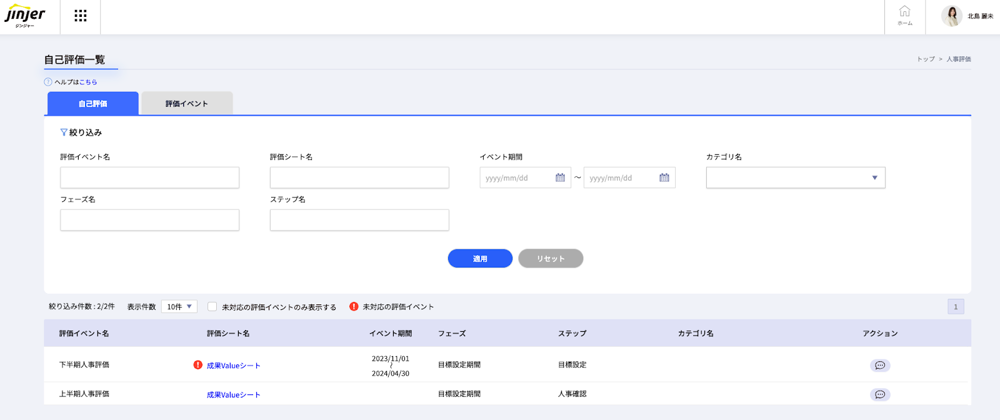 jinjer
ジンジャー
ホーム
北島 麗未
自己評価一覧
トップ > 人事評価
? ヘルプはこちら
自己評価
評価イベント
絞り込み
評価イベント名
評価シート名
イベント期間
カテゴリ名
yyyy/mm/dd ～ yyyy/mm/dd
フェーズ名
ステップ名
適用
リセット
絞り込み件数 : 2/2件
表示件数
10件
未対応の評価イベントのみ表示する
! 未対応の評価イベント
1
評価イベント名 評価シート名 イベント期間 フェーズ ステップ カテゴリ名 アクション
下半期人事評価
! 成果Valueシート
2023/11/01
～
2024/04/30
目標設定期間
目標設定
上半期人事評価 成果Valueシート 目標設定期間 人事確認